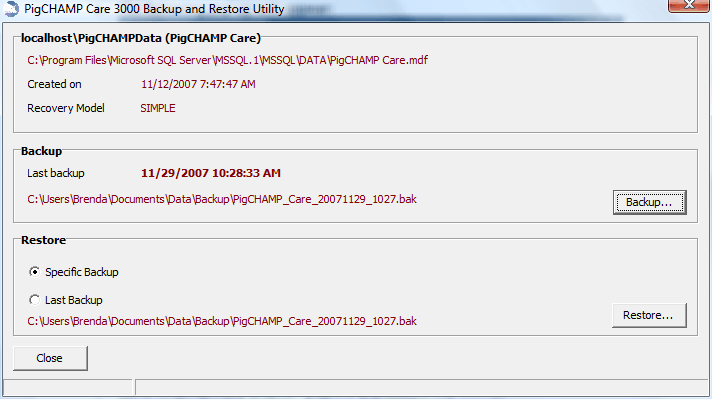 PigCHAMP Care 3000 Backup and Restore Utility
localhost\PigCHAMPData (PigCHAMP Care)
C:\Program Files\Microsoft SQL Server\MSSQL.1\MSSQL\DATA\PigCHAMP Care.mdf
Created on 11/12/2007 7:47:47 AM
Recovery Model SIMPLE
Backup
Last backup 11/29/2007 10:28:33 AM
C:\Users\Brenda\Documents\Data\Backup\PigCHAMP_Care_20071129_1027.bak Backup...
Restore
Specific Backup
Last Backup
C:\Users\Brenda\Documents\Data\Backup\PigCHAMP_Care_20071129_1027.bak Restore...
Close